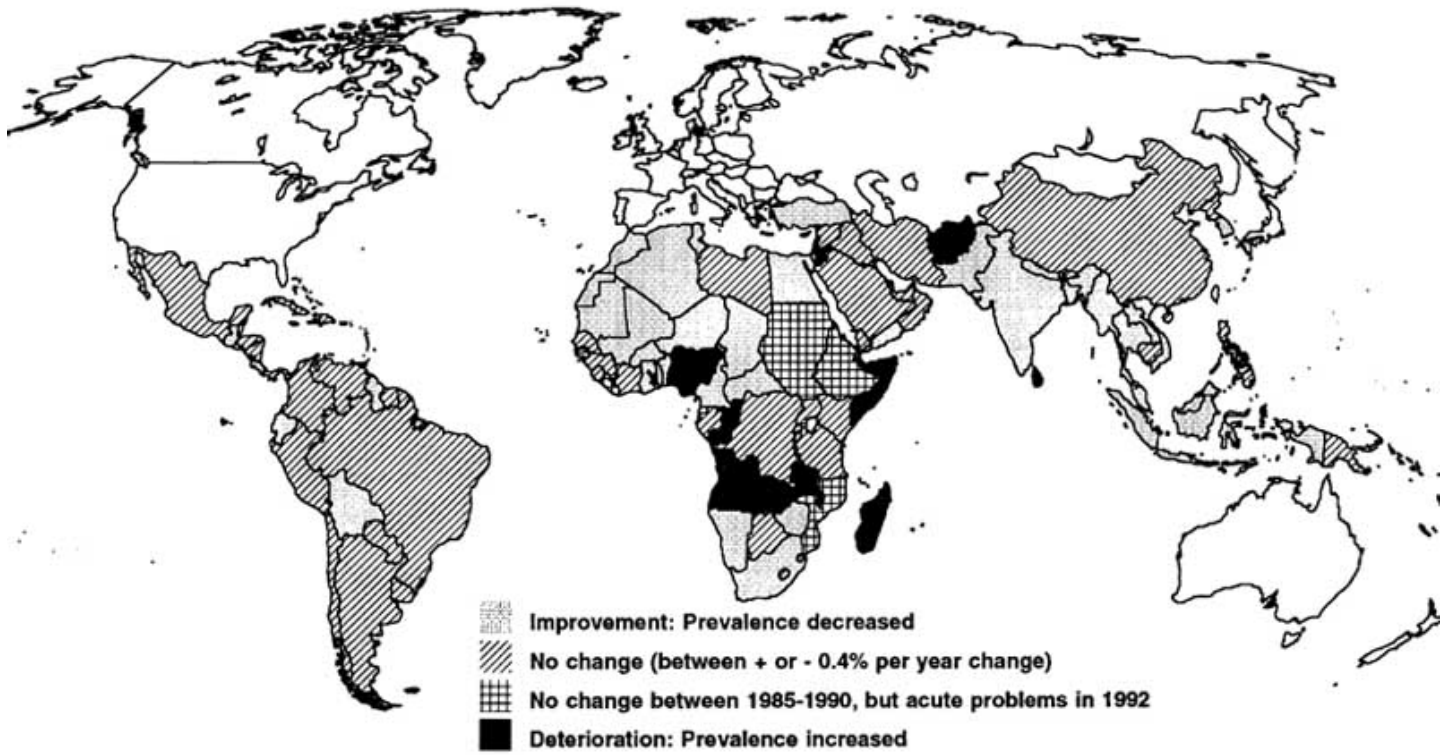 Improvement: Prevalence decreased
No change (between + or - 0.4% per year change)
No change between 1985-1990, but acute problems in 1992
Deterioration: Prevalence increased